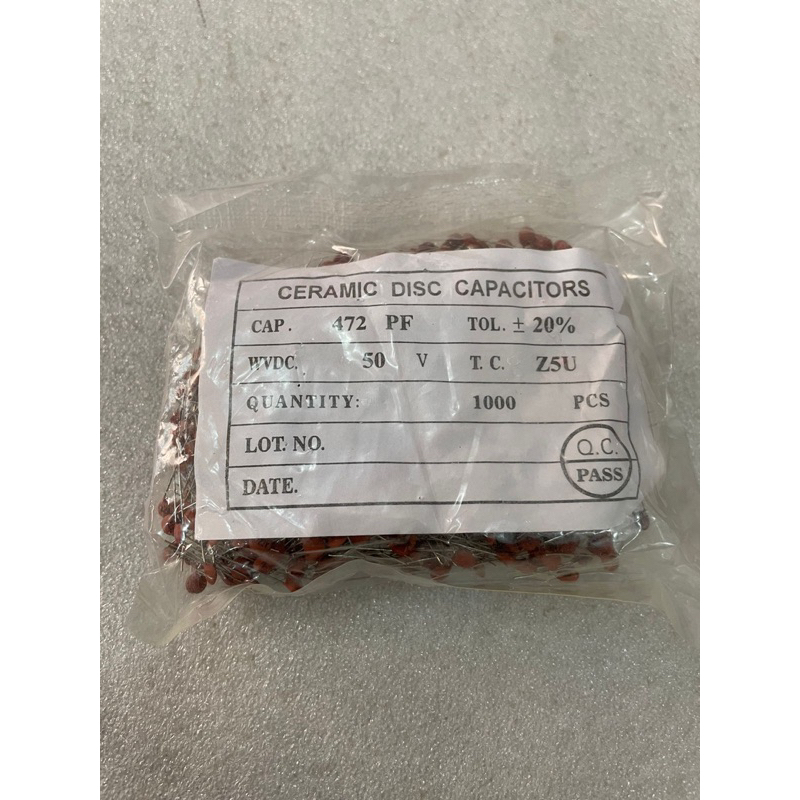 CERAMIC DISC CAPACITORS
CAP. 472 PF TOL. ± 20%
WVDC. 50 V T. C. Z5U
QUANTITY: 1000 PCS
LOT. NO.
Q.C.
PASS
DATE.